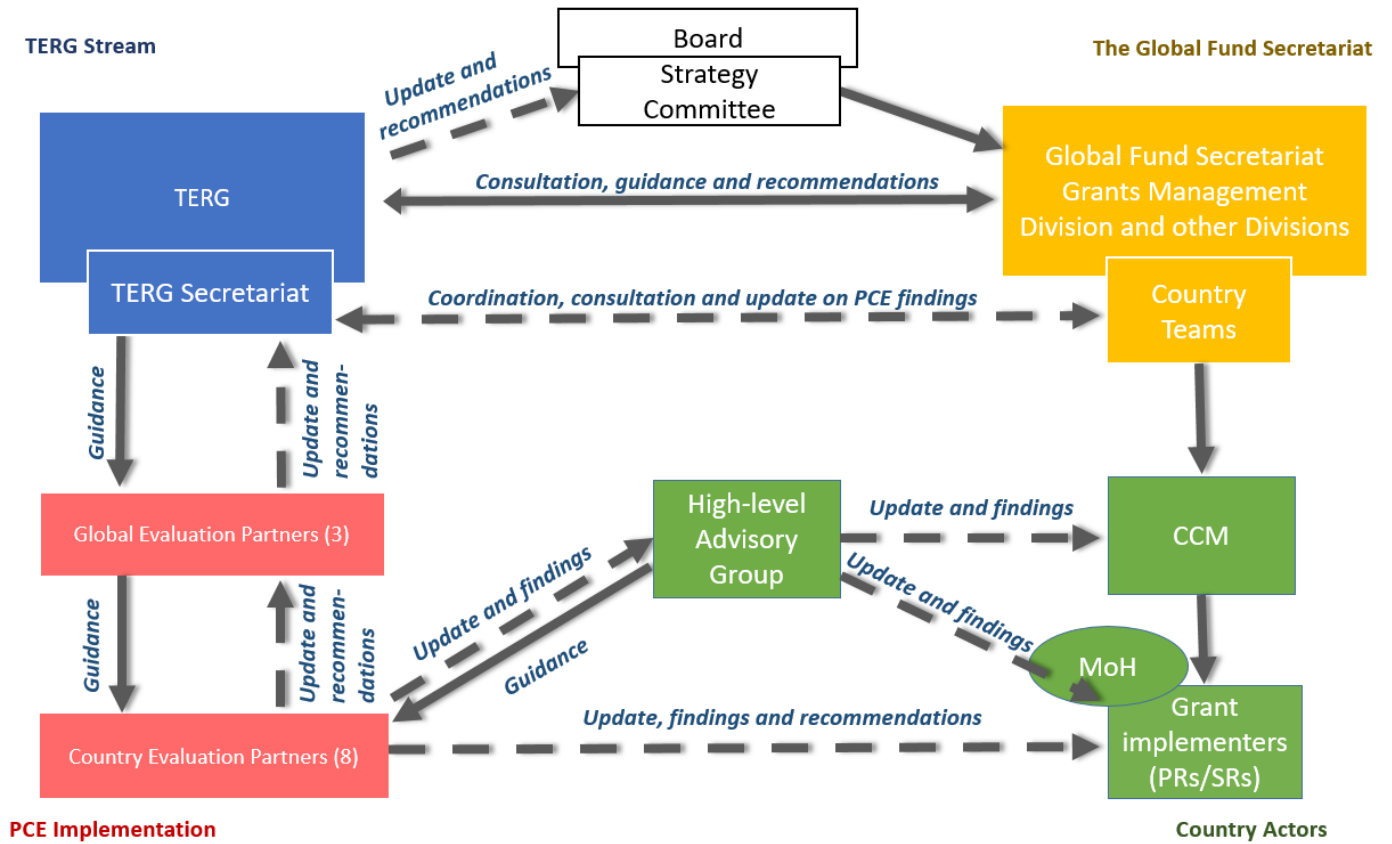 TERG Stream
Board
The Global Fund Secretariat
Strategy
Committee
Update and
recommendations
TERG
Consultation, guidance and recommendations
Global Fund Secretariat
Grants Management
Division and other Divisions
TERG Secretariat
Coordination, consultation and update on PCE findings
Country
Teams
Guidance
Update and
recommen-
dations
Global Evaluation Partners (3)
High-level
Advisory
Group
Update and findings
CCM
Guidance
Update and
recommen-
dations
Update and findings
Guidance
Update and findings
MoH
Country Evaluation Partners (8)
Update, findings and recommendations
Grant
implementers
(PRs/SRs)
PCE Implementation
Country Actors